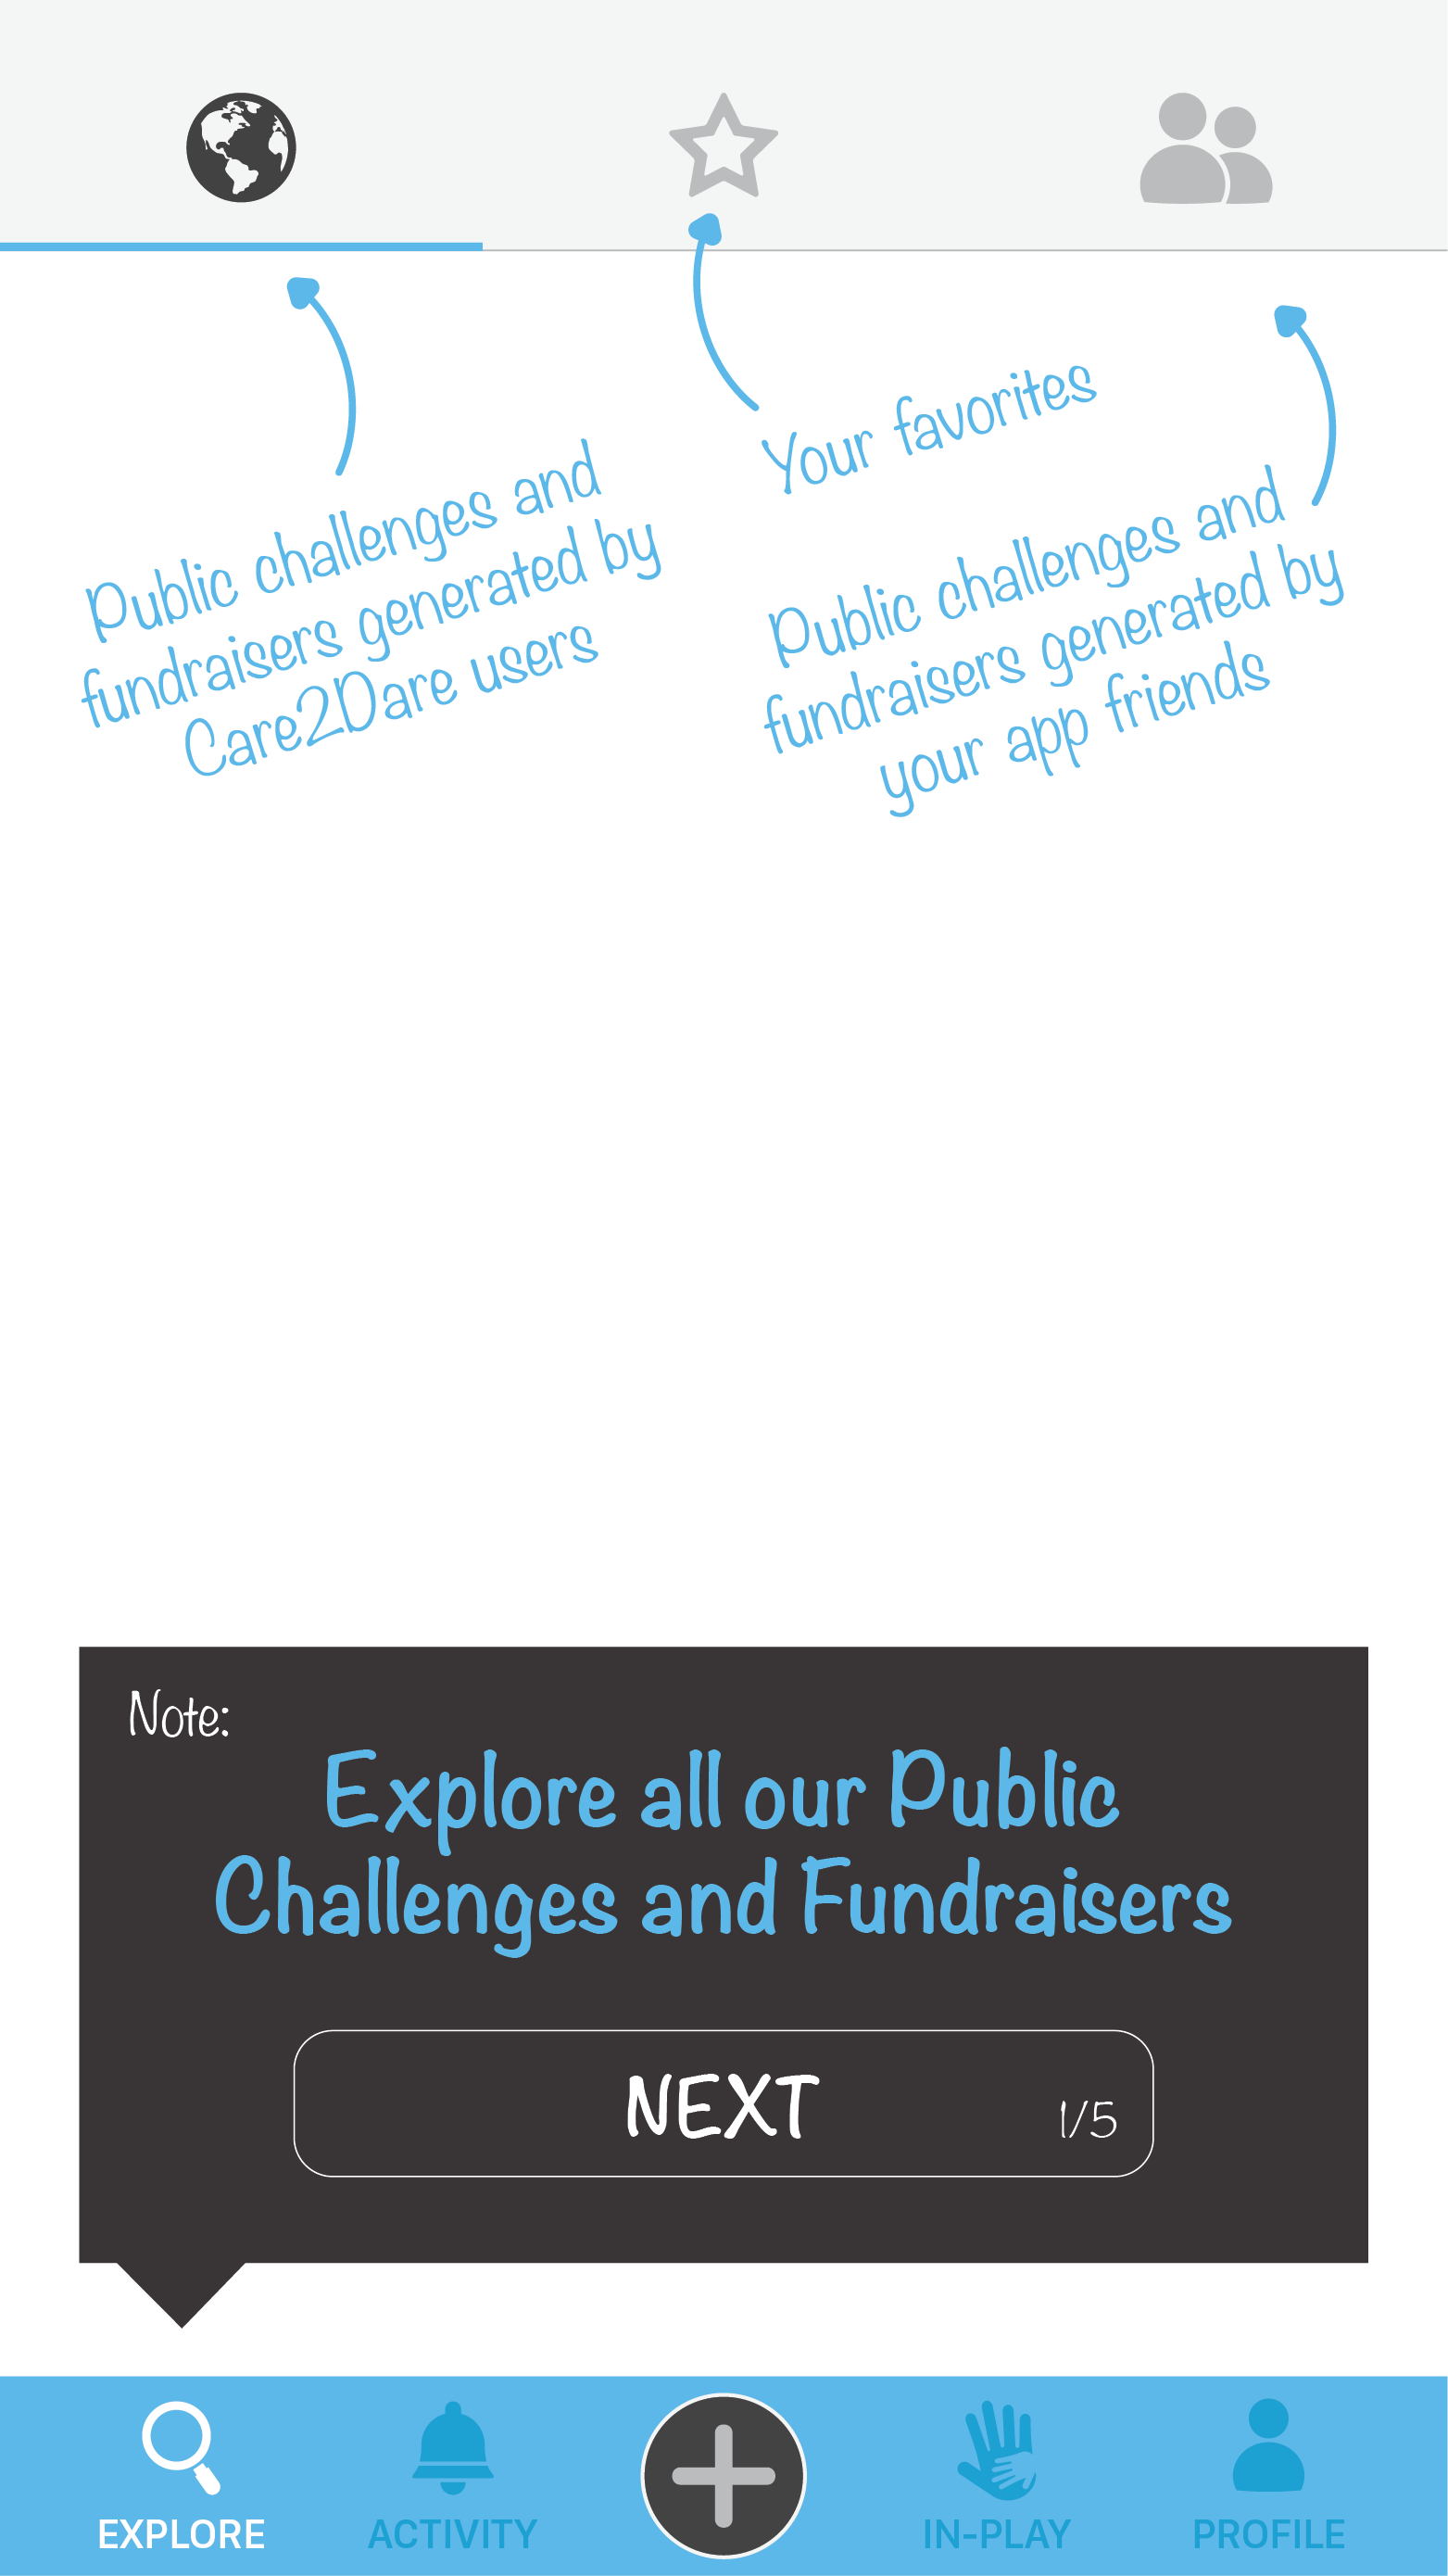 Your favorites
Public challenges and
fundraisers generated by
Care2Dare users
Public challenges and
fundraisers generated by
your app friends
Note:
Explore all our Public
Challenges and Fundraisers
NEXT 1/5
EXPLORE ACTIVITY IN-PLAY PROFILE